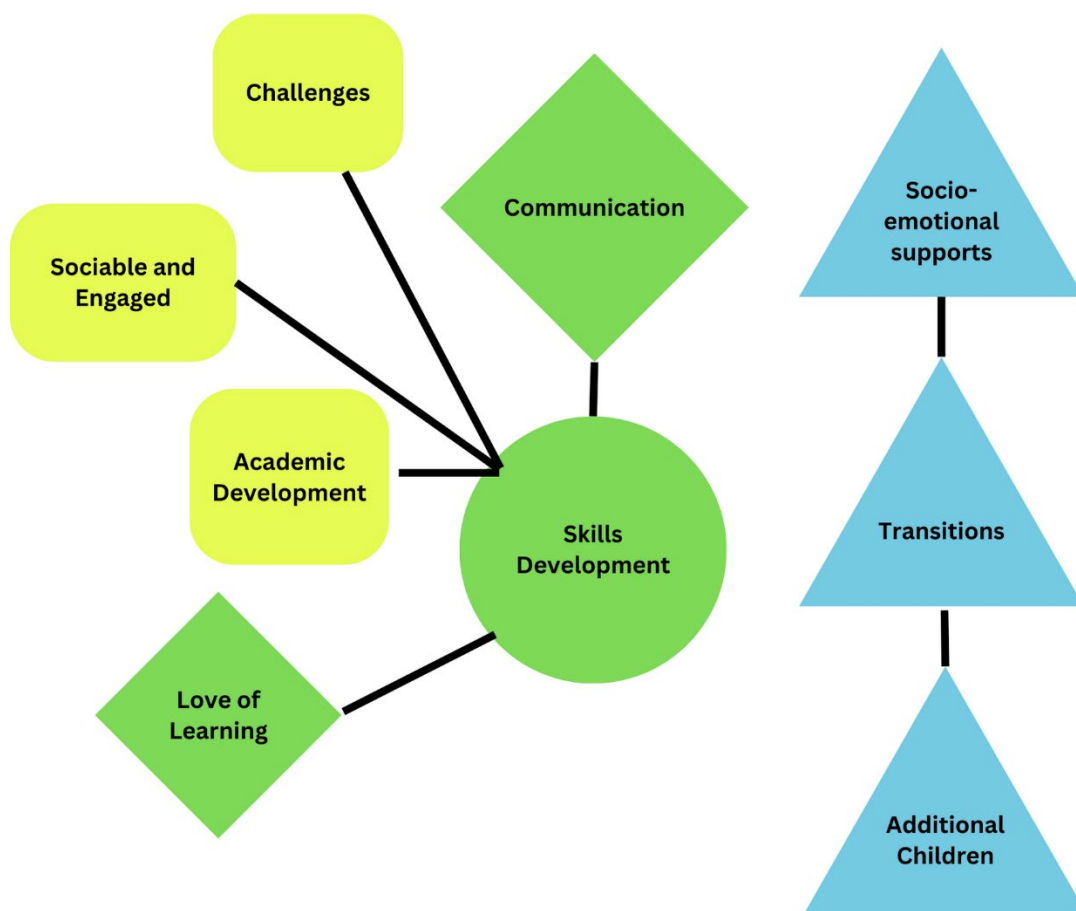 Challenges
Communication
Socio-
emotional
supports
Sociable and
Engaged
Academic
Development
Skills
Development
Transitions
Love of
Learning
Additional
Children